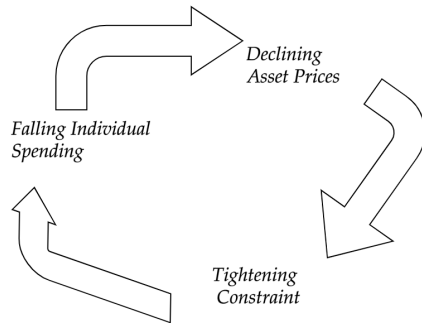 Declining
Asset Prices
Falling Individual
Spending
Tightening
Constraint